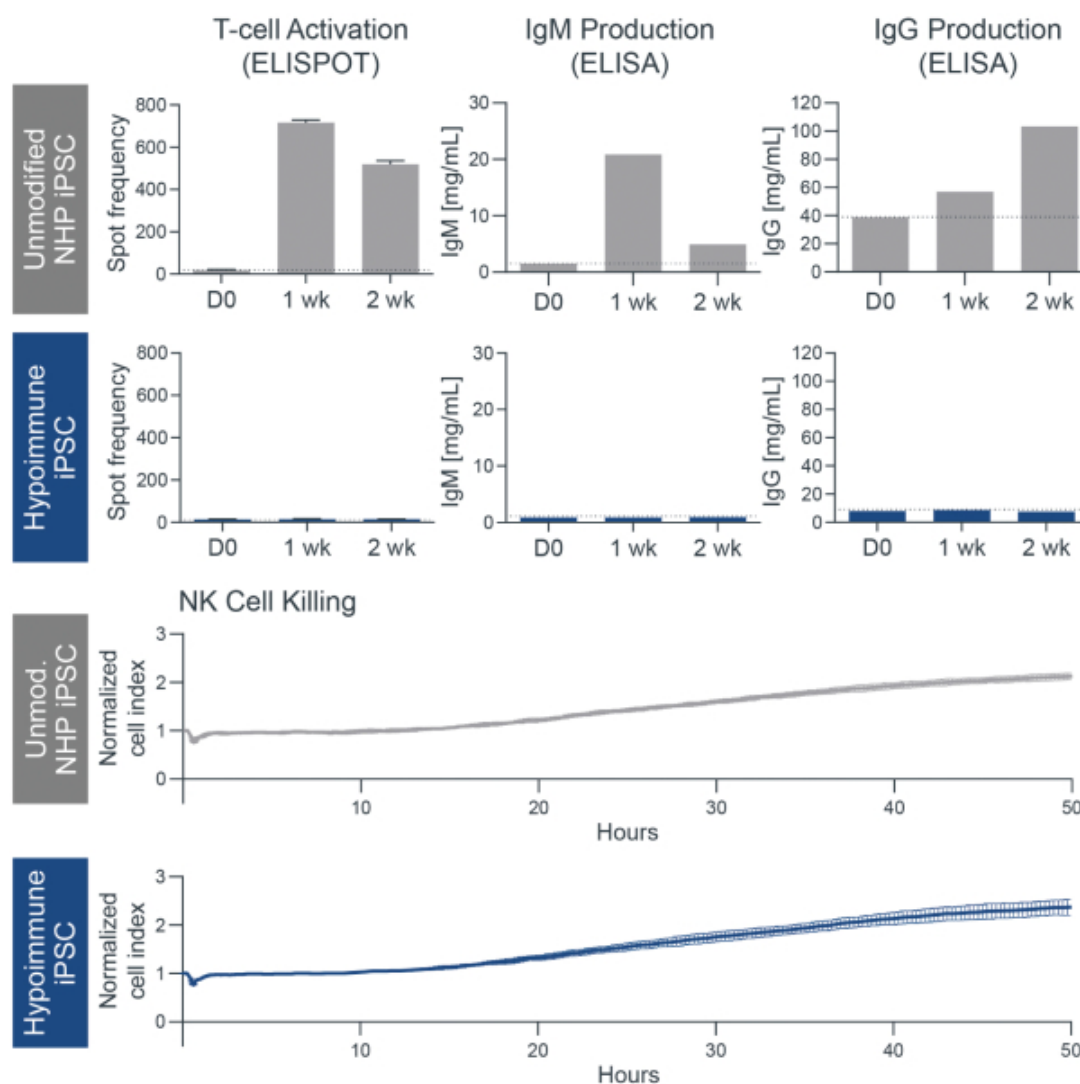 T-cell Activation
(ELISPOT)
IgM Production
(ELISA)
IgG Production
(ELISA)
Unmodified
NHP iPSC
Spot frequency
800
600
400
200
0
D0 1 wk 2 wk
IgM [mg/mL]
30
20
10
0
D0 1 wk 2 wk
IgG [mg/mL]
120
100
80
60
40
20
0
D0 1 wk 2 wk
Hypoimmune
iPSC
Spot frequency
800
600
400
200
0
D0 1 wk 2 wk
IgM [mg/mL]
30
20
10
0
D0 1 wk 2 wk
IgG [mg/mL]
120
100
80
60
40
20
0
D0 1 wk 2 wk
NK Cell Killing
Unmod.
NHP iPSC
Normalized
cell index
3
2
1
0
10 20 30 40 50
Hours
Hypoimmune
iPSC
Normalized
cell index
3
2
1
0
10 20 30 40 50
Hours